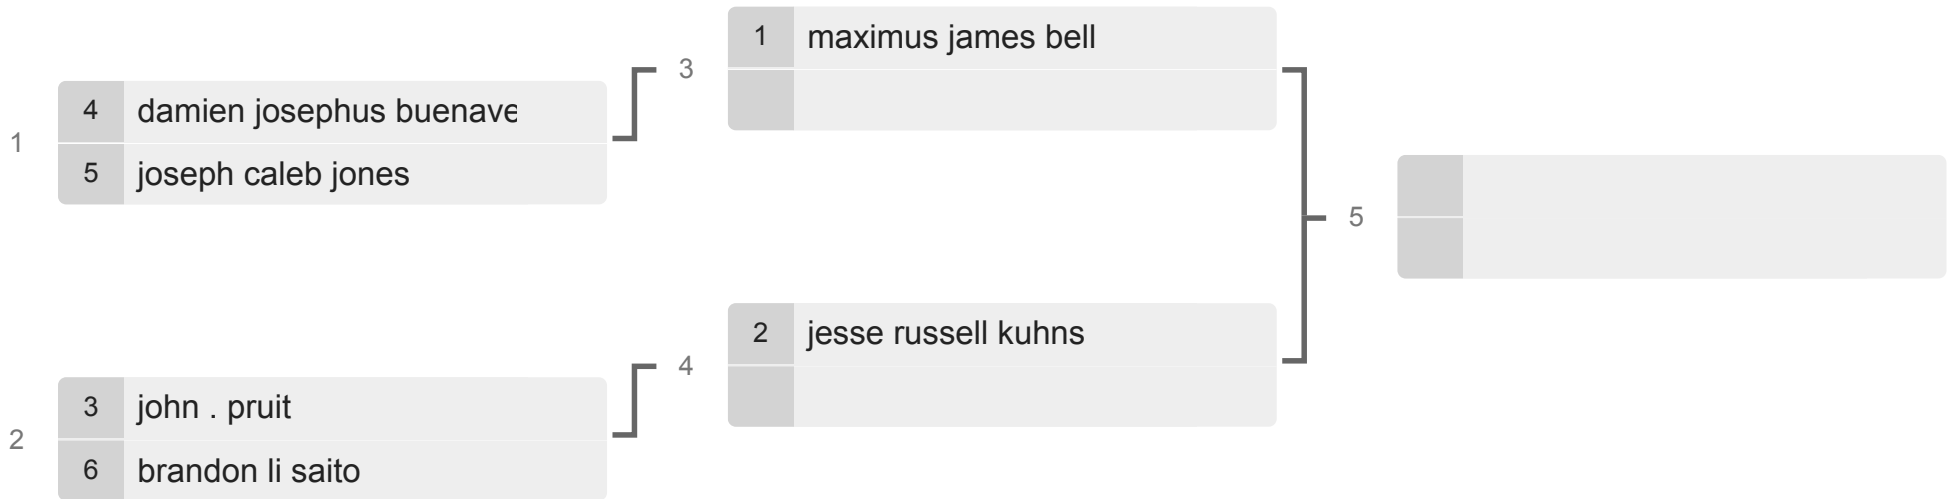 1
4 damien josephus buenave
5 joseph caleb jones
2
3 john . pruit
6 brandon li saito
3
1 maximus james bell
4
2 jesse russell kuhns
5